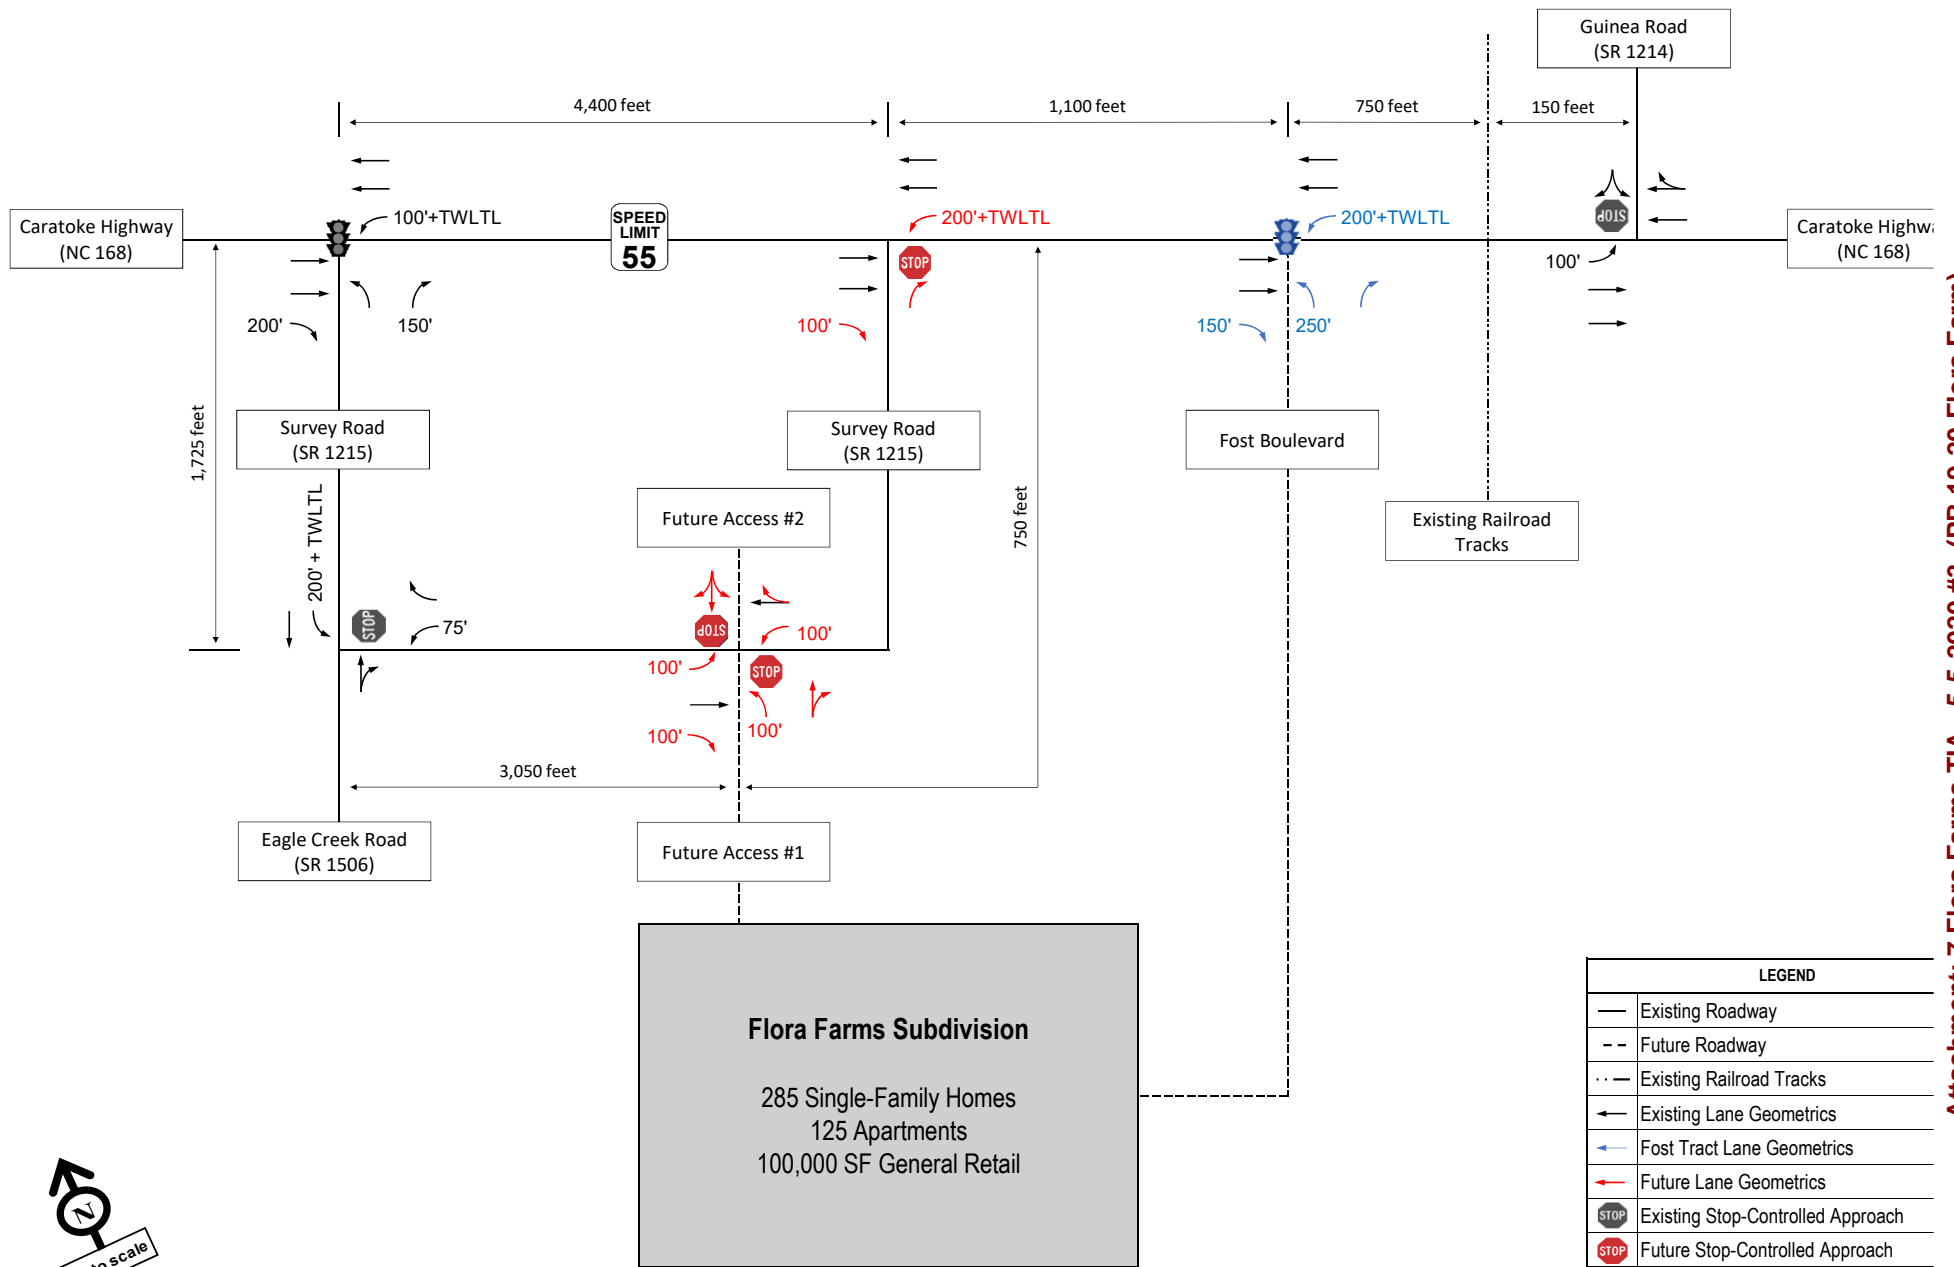 Guinea Road
(SR 1214)
4,400 feet
1,100 feet
750 feet
150 feet
Caratoke Highway
(NC 168)
100'+TWLTL
SPEED
LIMIT
55
200'+TWLTL
200'+TWLTL
STOP
STOP
Caratoke
(NC 168)
200'
150'
100'
150'
250'
100'
1,725 feet
Survey Road
(SR 1215)
Survey Road
(SR 1215)
Fost Boulevard
750 feet
Existing Railroad
Tracks
Future Access #2
200' + TWLTL
STOP
75'
STOP
100'
100'
STOP
100'
100'
3,050 feet
Eagle Creek Road
(SR 1506)
Future Access #1
Flora Farms Subdivision
285 Single-Family Homes
125 Apartments
100,000 SF General Retail
LEGEND
Existing Roadway
Future Roadway
Existing Railroad Tracks
Existing Lane Geometrics
Fost Tract Lane Geometrics
Future Lane Geometrics
STOP Existing Stop-Controlled Approach
STOP Future Stop-Controlled Approach
N
scale